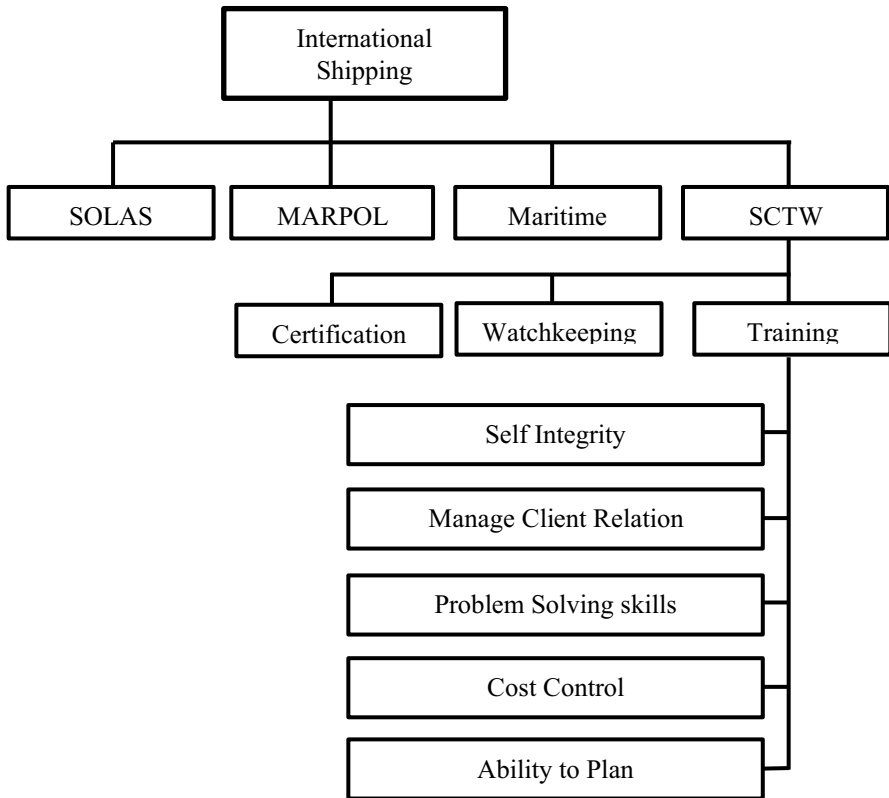 International
Shipping
SOLAS
MARPOL
Maritime
SCTW
Certification
Watchkeeping
Training
Self Integrity
Manage Client Relation
Problem Solving skills
Cost Control
Ability to Plan